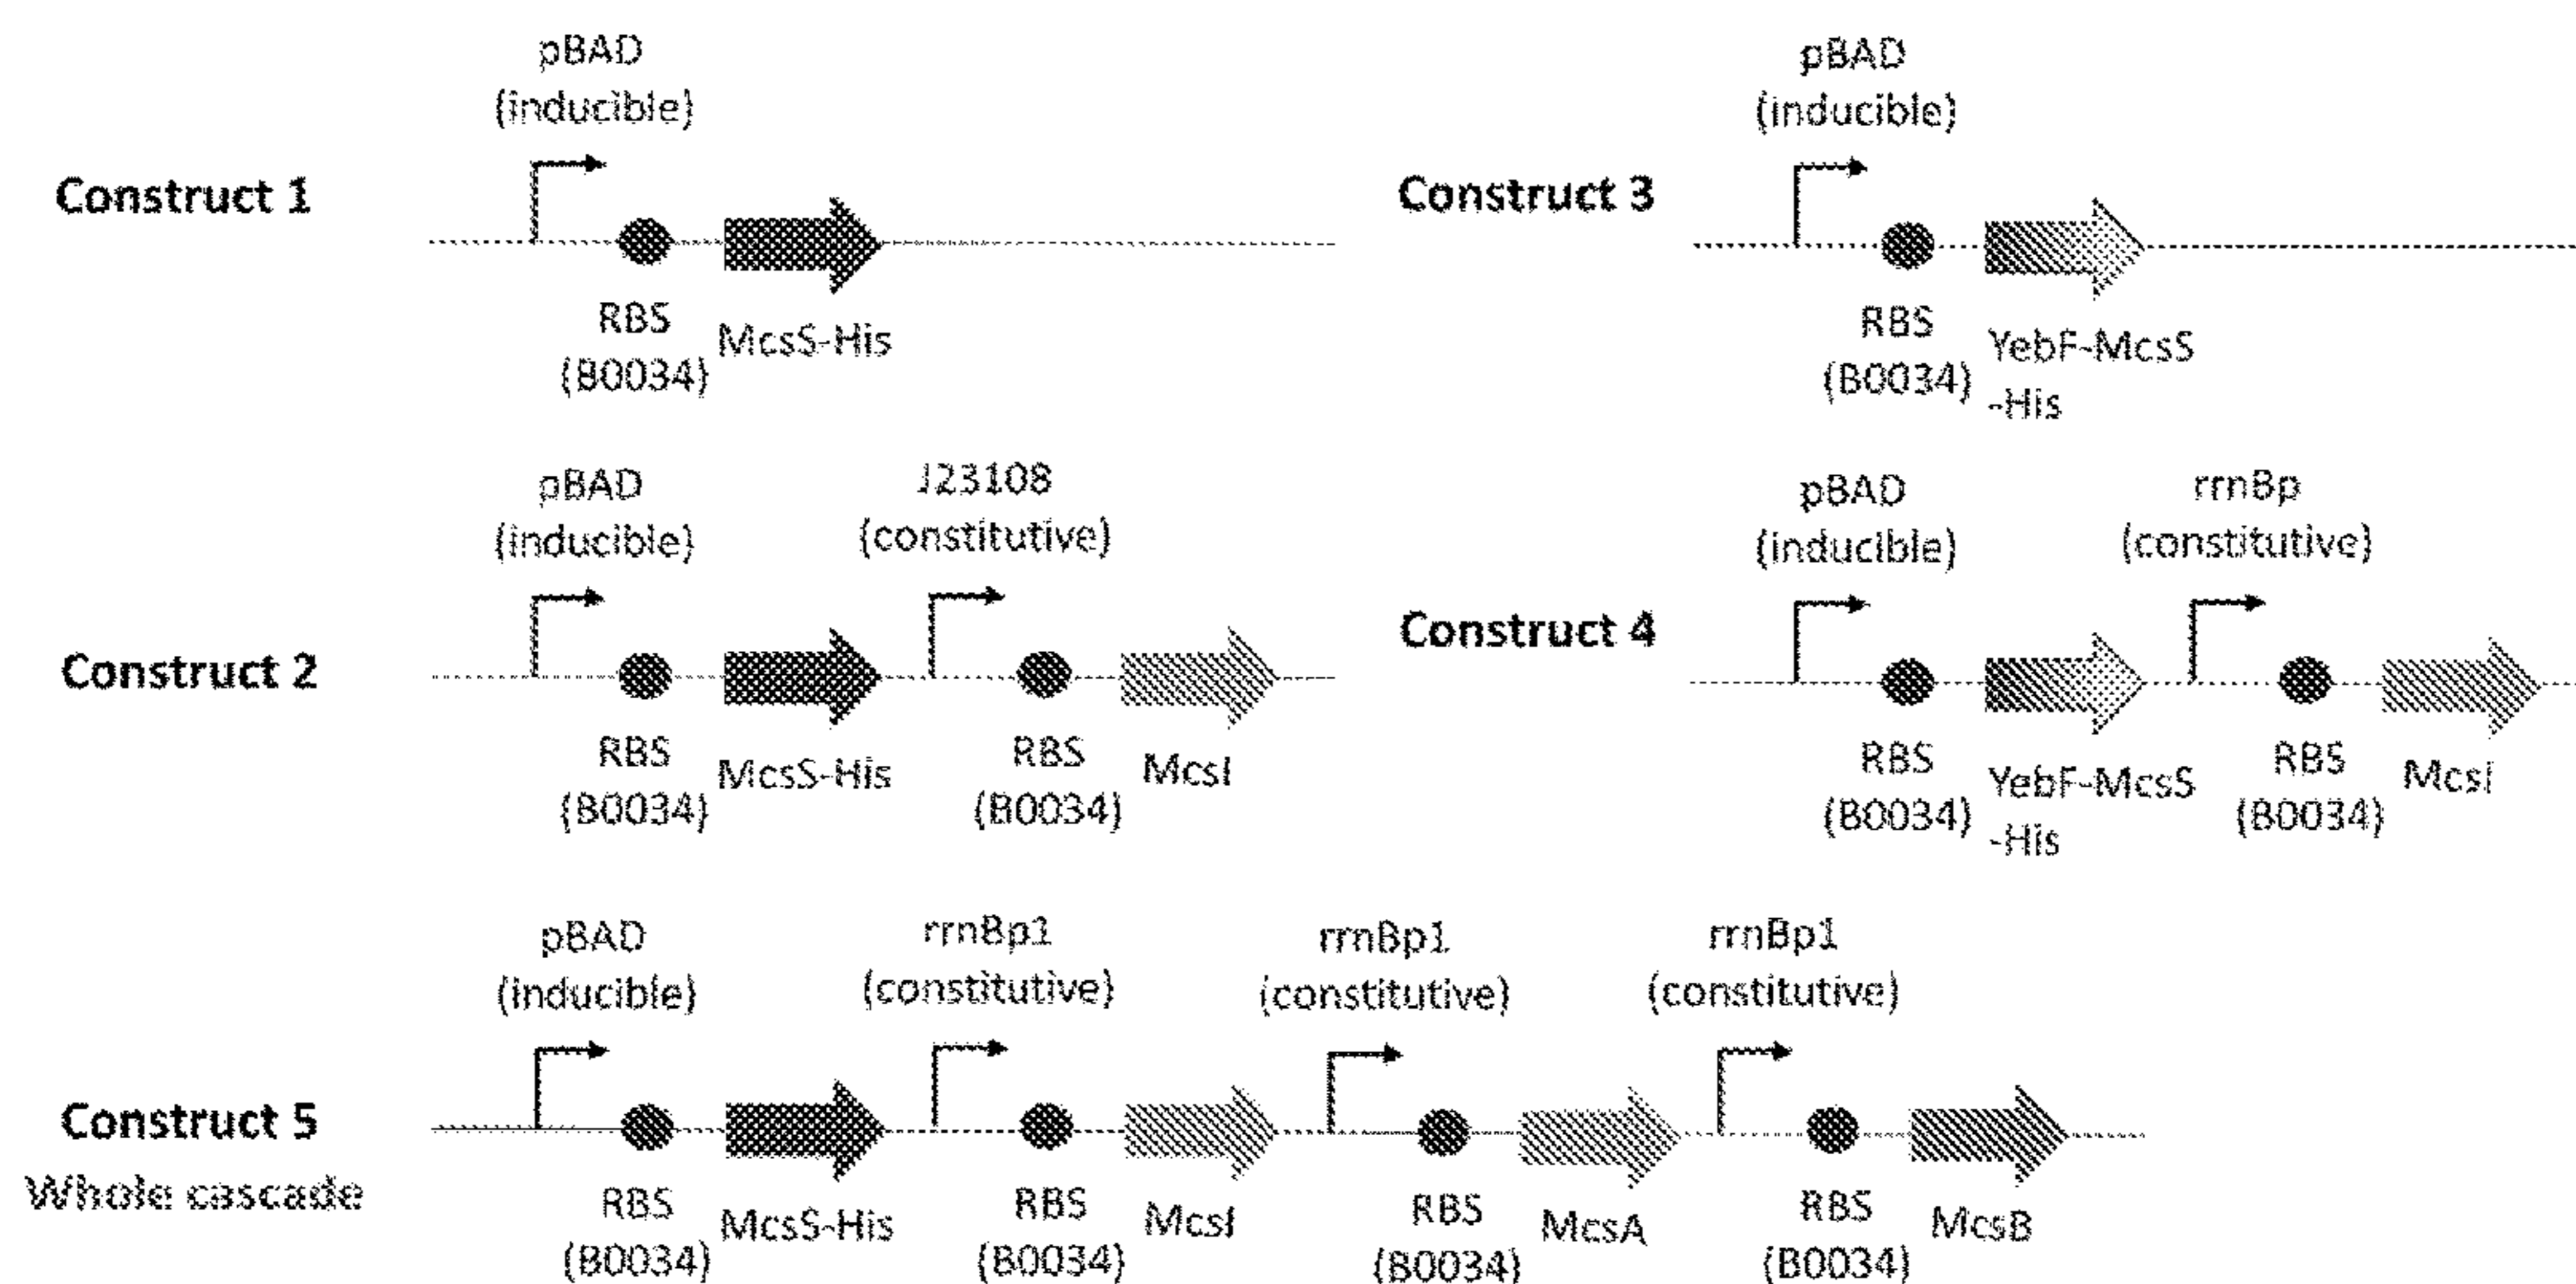 Construct 1
pBAD
(inducible)
RBS
(B0034)
McsS-His
Construct 3
pBAD
(inducible)
RBS
(B0034)
YebF-McsS
-His
Construct 2
pBAD
(inducible)
J23108
(constitutive)
RBS
(B0034)
McsS-His
RBS
(B0034)
McsI
Construct 4
pBAD
(inducible)
rrnBp
(constitutive)
RBS
(B0034)
YebF-McsS
-His
RBS
(B0034)
McsI
Construct 5
Whole cascade
pBAD
(inducible)
rrnBp1
(constitutive)
rrnBp1
(constitutive)
rrnBp1
(constitutive)
RBS
(B0034)
McsS-His
RBS
(B0034)
McsI
RBS
(B0034)
McsA
RBS
(B0034)
McsB